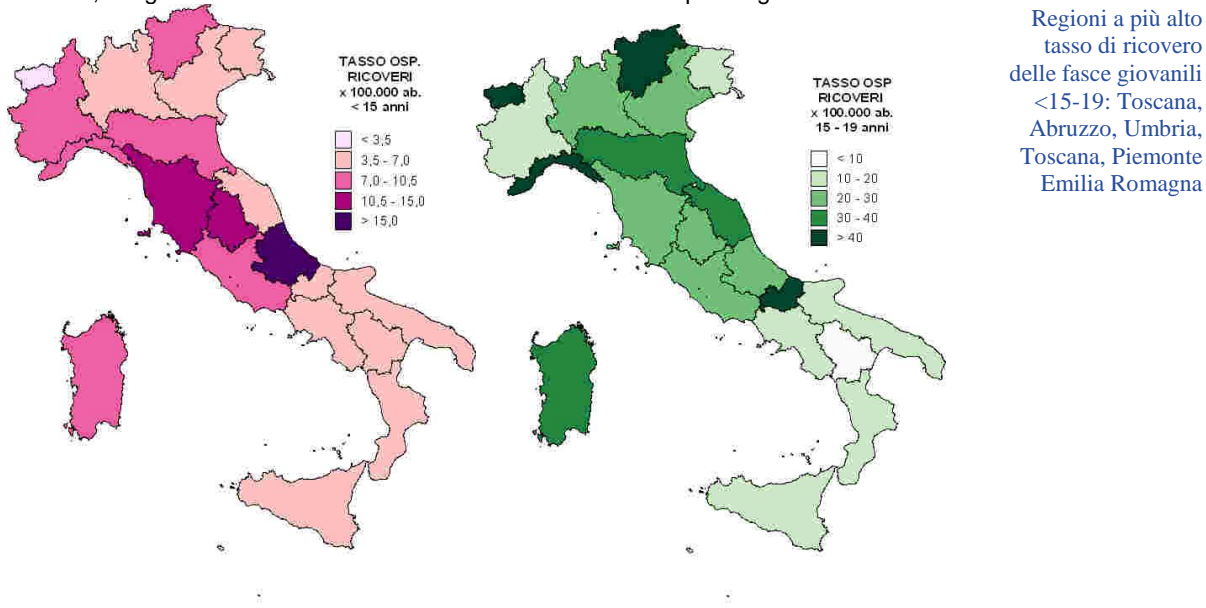 TASSO OSP.
RICOVERI
x 100.000 ab.
< 15 anni
< 3,5
3,5 - 7,0
7,0 - 10,5
10,5 - 15,0
> 15,0
TASSO OSP
RICOVERI
x 100.000 ab.
15 - 19 anni
< 10
10 - 20
20 - 30
30 - 40
> 40
Regioni a più alto
tasso di ricovero
delle fasce giovanili
<15-19: Toscana,
Abruzzo, Umbria,
Toscana, Piemonte
Emilia Romagna